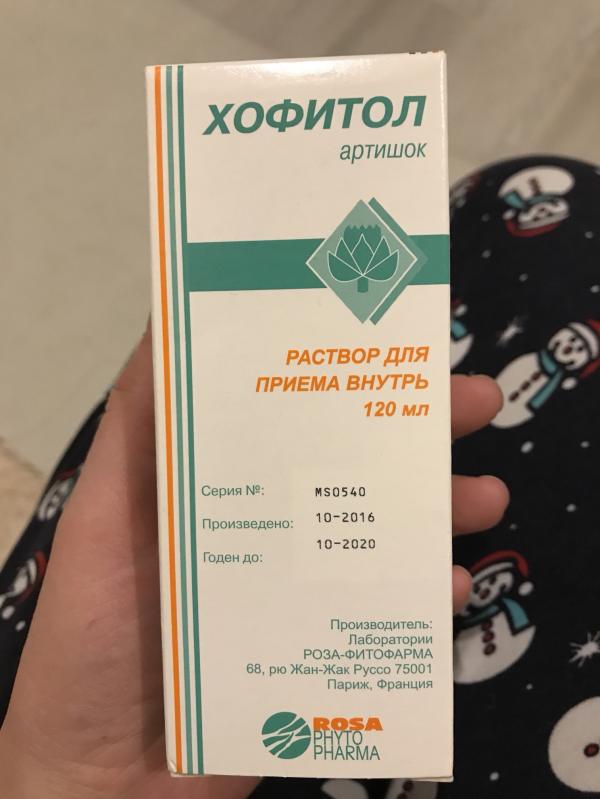 ХОФИТОЛ
артишок
РАСТВОР ДЛЯ
ПРИЕМА ВНУТРЬ
120 мл
Серия №: MS0540
Произведено: 10-2016
Годен до: 10-2020
Производитель:
Лаборатории
РОЗА-ФИТОФАРМА
68, рю Жан-Жак Руссо 75001
Париж, Франция
ROSA
PHYTO
PHARMA